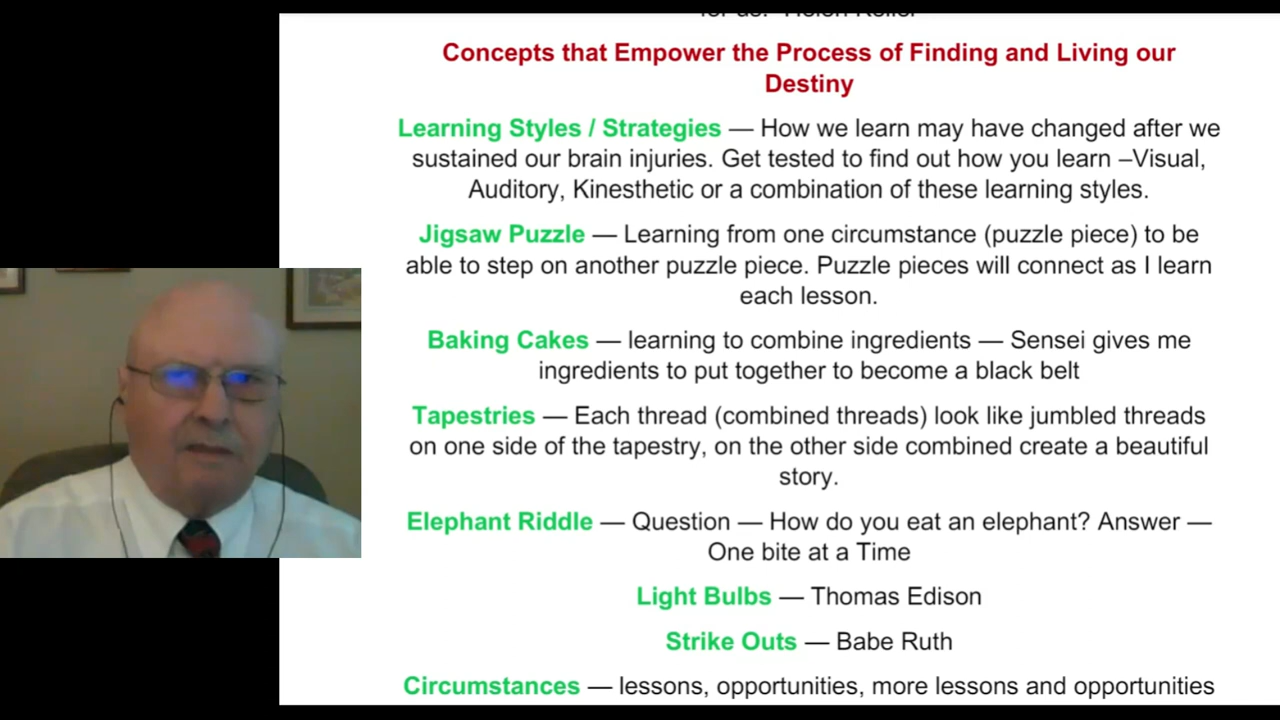 Concepts that Empower the Process of Finding and Living our
Destiny
Learning Styles / Strategies — How we learn may have changed after we
sustained our brain injuries. Get tested to find out how you learn –Visual,
Auditory, Kinesthetic or a combination of these learning styles.
Jigsaw Puzzle — Learning from one circumstance (puzzle piece) to be
able to step on another puzzle piece. Puzzle pieces will connect as I learn
each lesson.
Baking Cakes — learning to combine ingredients — Sensei gives me
ingredients to put together to become a black belt
Tapestries — Each thread (combined threads) look like jumbled threads
on one side of the tapestry, on the other side combined create a beautiful
story.
Elephant Riddle — Question — How do you eat an elephant? Answer —
One bite at a Time
Light Bulbs — Thomas Edison
Strike Outs — Babe Ruth
Circumstances — lessons, opportunities, more lessons and opportunities